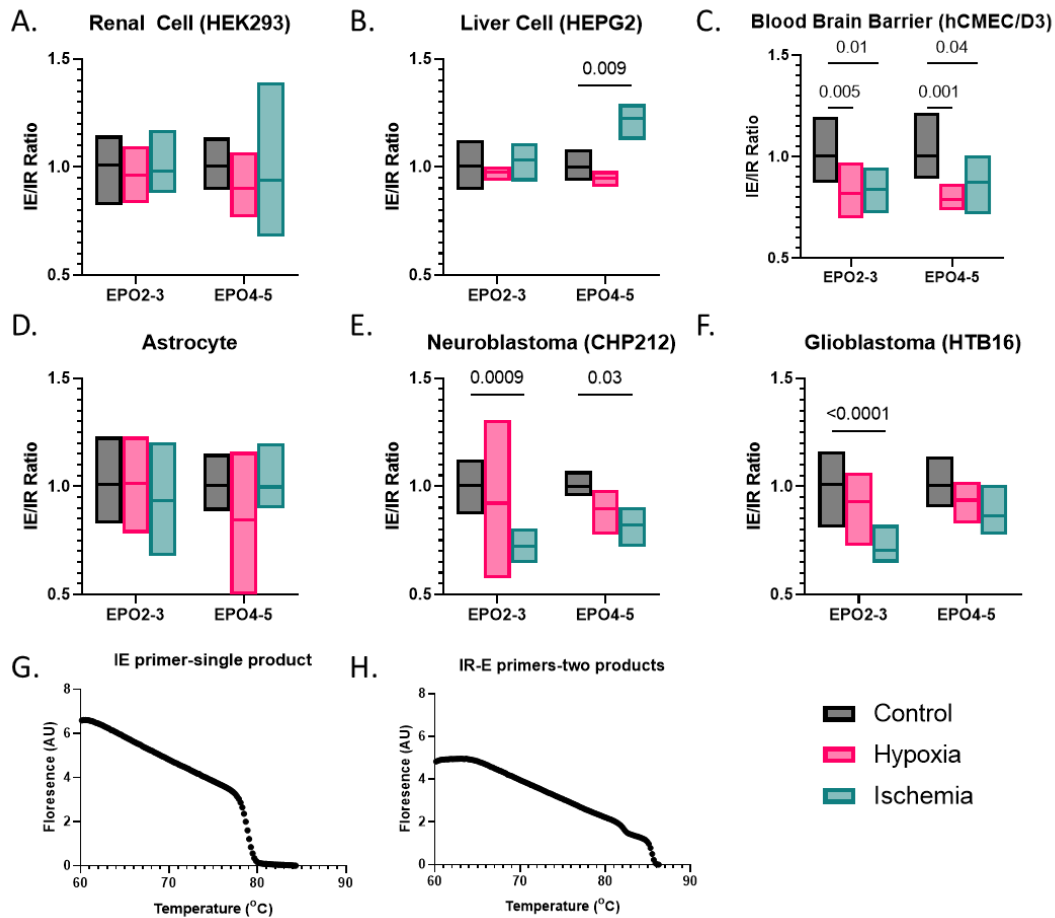 A.
Renal Cell (HEK293)
IE/IR Ratio
1.5
1.0
0.5
EPO2-3
EPO4-5
B.
Liver Cell (HEPG2)
IE/IR Ratio
1.5
1.0
0.5
0.009
EPO2-3
EPO4-5
C.
Blood Brain Barrier (hCMEC/D3)
IE/IR Ratio
1.5
1.0
0.5
0.01
0.005
0.04
0.001
EPO2-3
EPO4-5
D.
Astrocyte
IE/IR Ratio
1.5
1.0
0.5
EPO2-3
EPO4-5
E.
Neuroblastoma (CHP212)
IE/IR Ratio
1.5
1.0
0.5
0.0009
0.03
EPO2-3
EPO4-5
F.
Glioblastoma (HTB16)
IE/IR Ratio
1.5
1.0
0.5
<0.0001
EPO2-3
EPO4-5
G.
IE primer-single product
Floresence (AU)
8
6
4
2
0
60
70
80
90
Temperature (°C)
H.
IR-E primers-two products
Floresence (AU)
8
6
4
2
0
60
70
80
90
Temperature (°C)
Control
Hypoxia
Ischemia